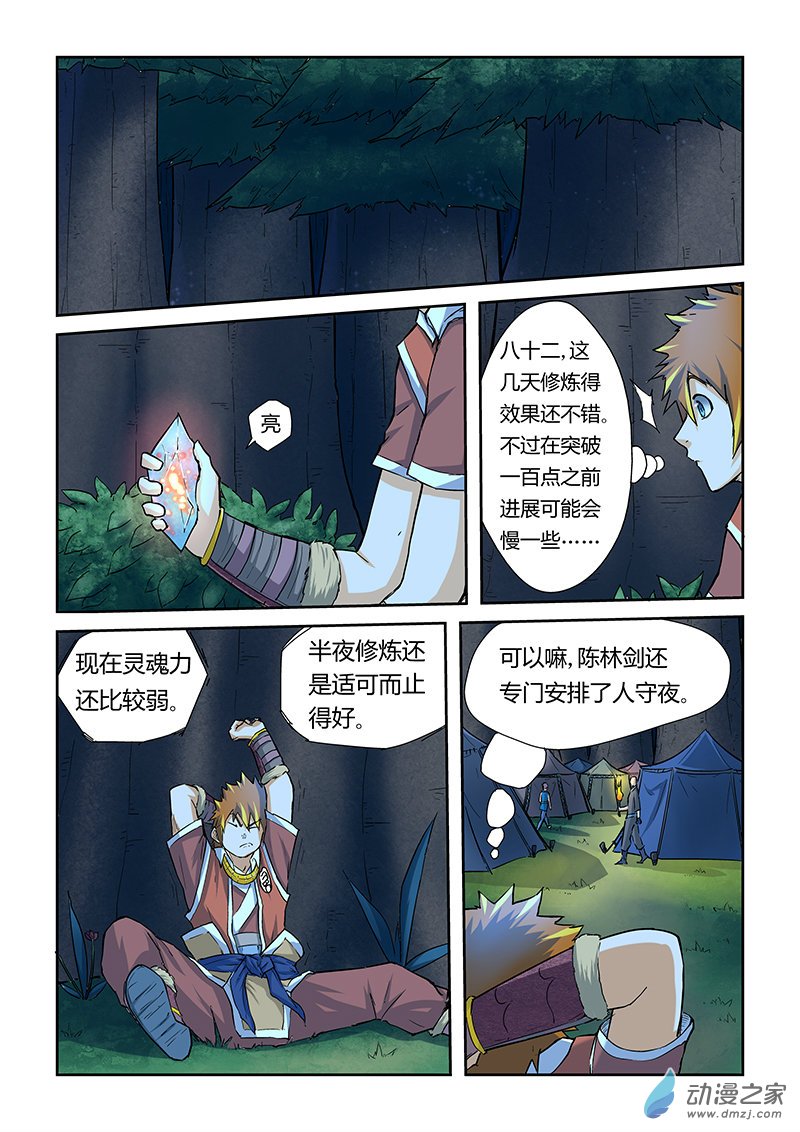 亮
八十二，这
几天修炼得
效果还不错。
不过在突破
一百点之前
进展可能会
慢一些……
现在灵魂力
还比较弱。
半夜修炼还
是适可而止
得好。
可以嘛，陈林剑还
专门安排了人守夜。
动漫之家
www.dmzj.com